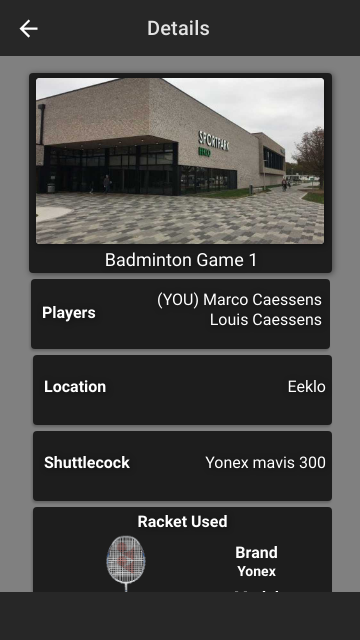 Details
SPORTPARK
EEKLO
Badminton Game 1
Players
(YOU) Marco Caessens
Louis Caessens
Location
Eeklo
Shuttlecock
Yonex mavis 300
Racket Used
Brand
Yonex